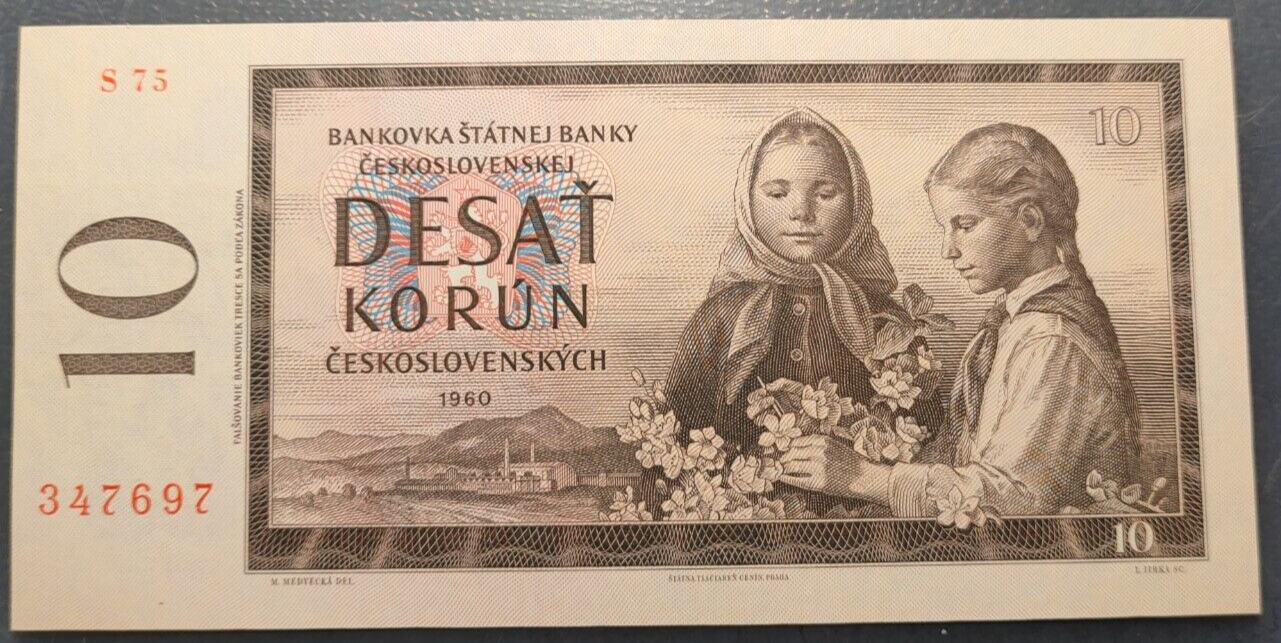 S 75
BANKOVKA ŠTÁTNEJ BANKY
ČESKOSLOVENSKEJ
DESAŤ
KORÚN
ČESKOSLOVENSKÝCH
1960
10
10
FALŠOVANIE BANKOVIEK TRESCE SA PODĽA ZÁKONA
347697
10
M. MEDVECKÁ DEL.
ŠTÁTNA TLAČIAREŇ CENÍN, PRAHA
L. JIRKA SC.